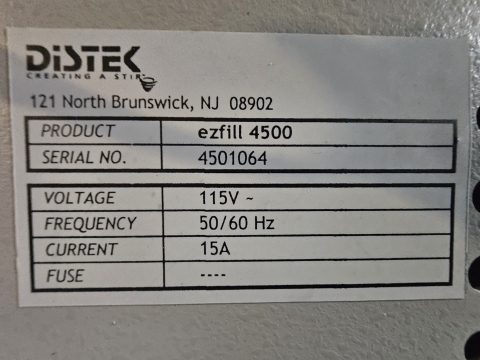 DISTEK
CREATING A STIR
121 North Brunswick, NJ 08902
PRODUCT ezfill 4500
SERIAL NO. 4501064
VOLTAGE 115V ~
FREQUENCY 50/60 Hz
CURRENT 15A
FUSE ----